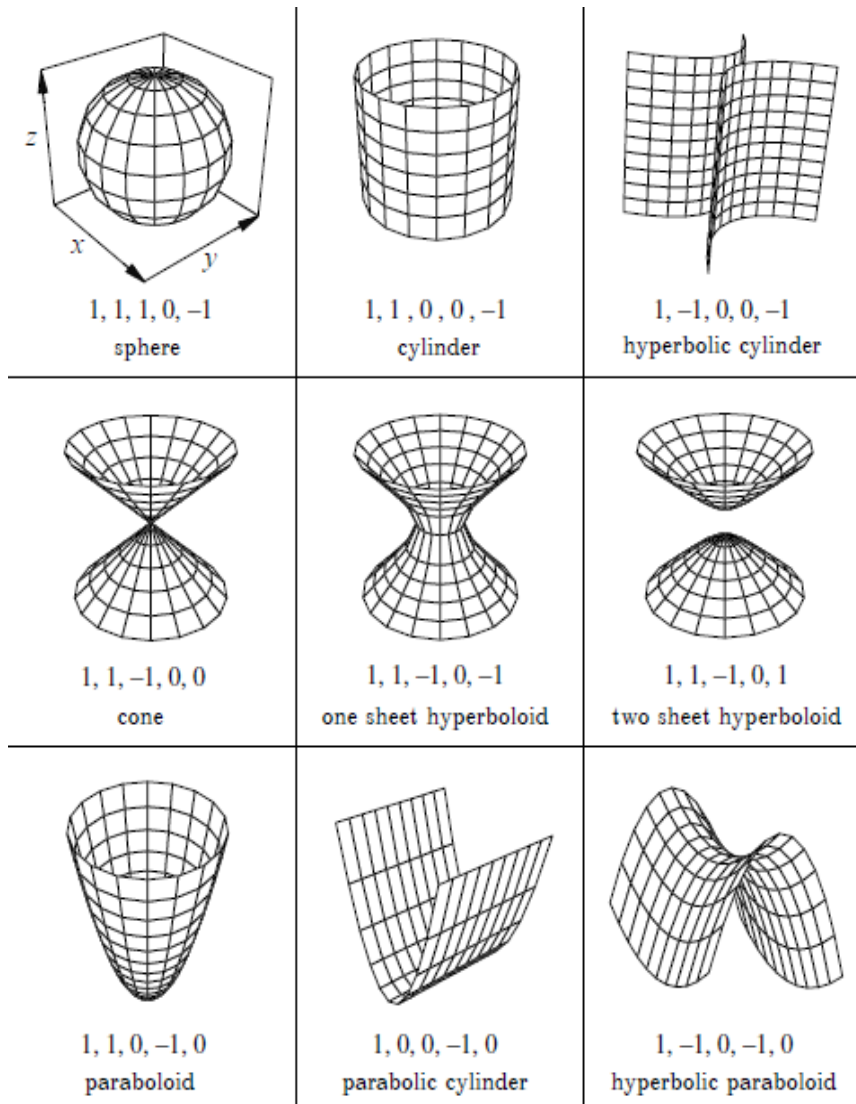 z
x
y
1, 1, 1, 0, –1
sphere
1, 1 , 0 , 0 , –1
cylinder
1, –1, 0, 0, –1
hyperbolic cylinder
1, 1, –1, 0, 0
cone
1, 1, –1, 0, –1
one sheet hyperboloid
1, 1, –1, 0, 1
two sheet hyperboloid
1, 1, 0, –1, 0
paraboloid
1, 0, 0, –1, 0
parabolic cylinder
1, –1, 0, –1, 0
hyperbolic paraboloid